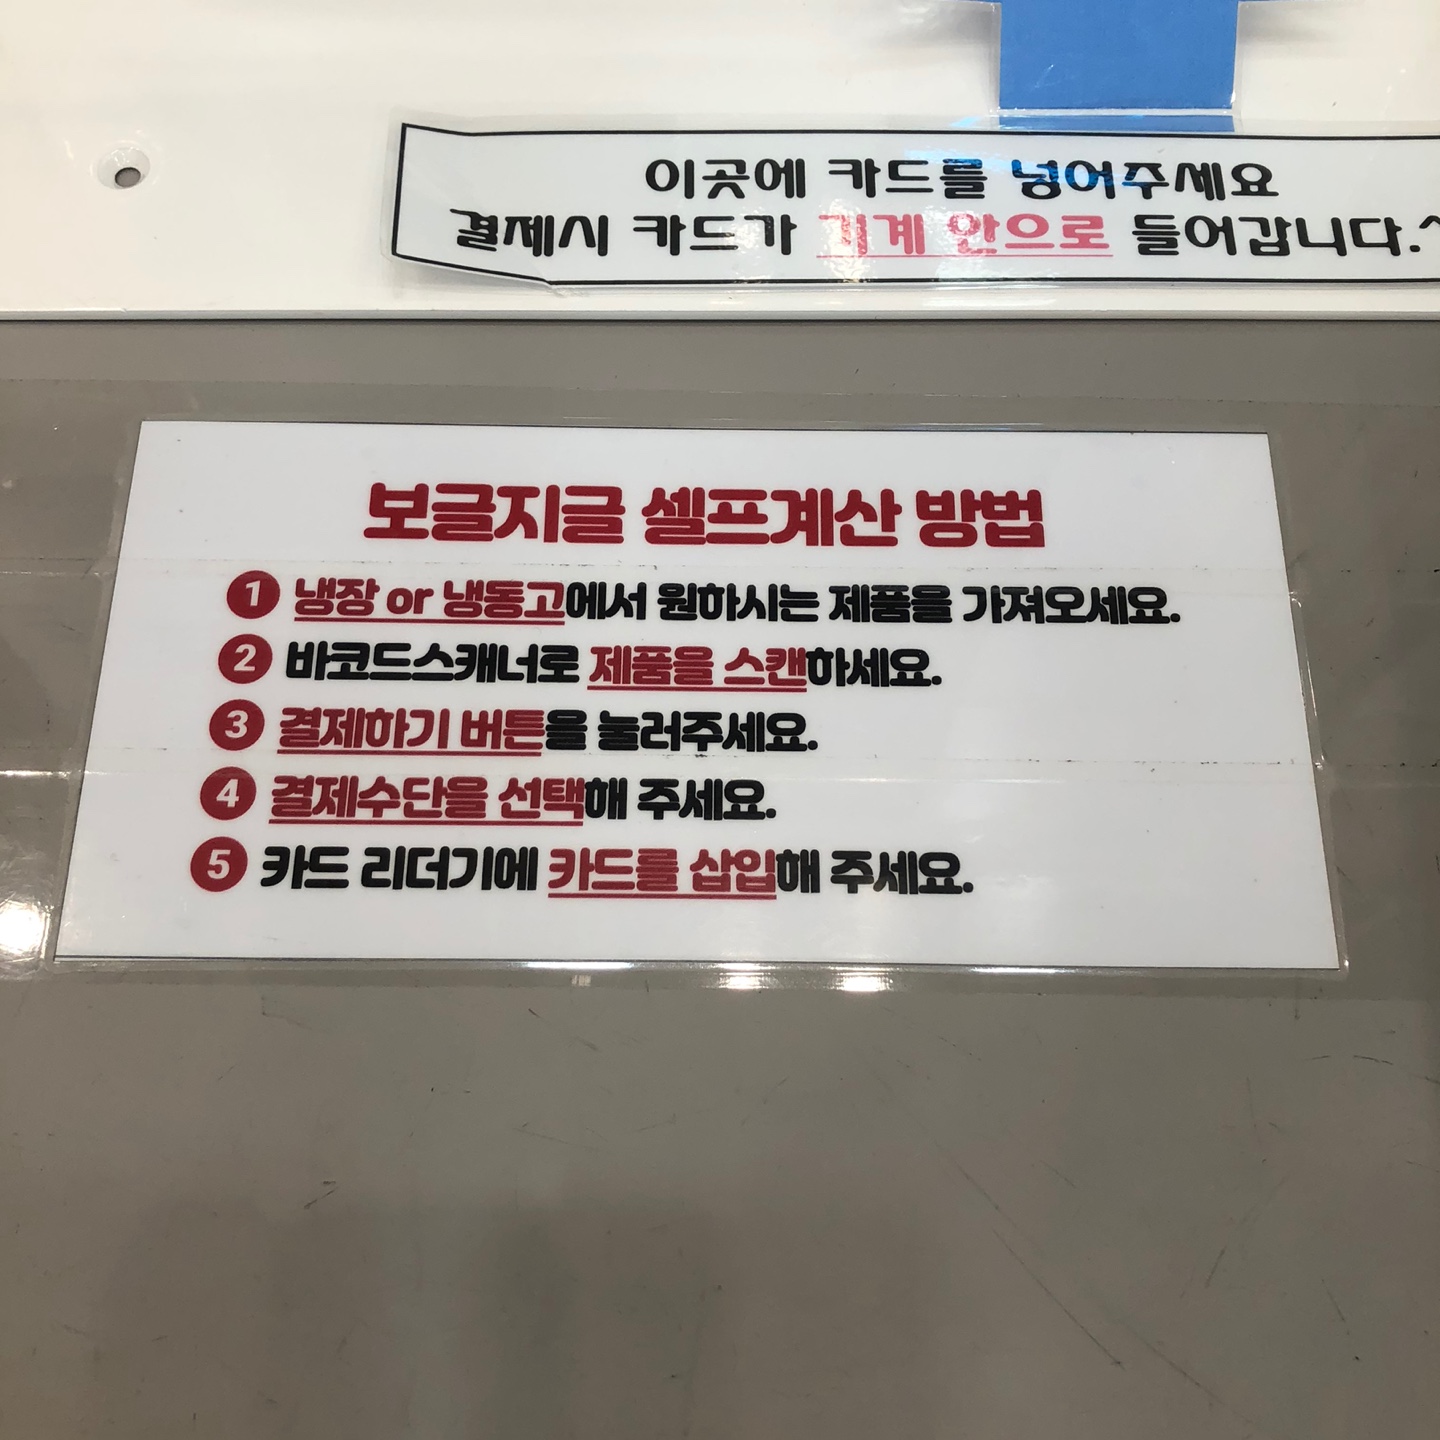 이곳에 카드를 넣어주세요
결제시 카드가 기계 안으로 들어갑니다.^
보글지글 셀프계산 방법
1 냉장 or 냉동고에서 원하시는 제품을 가져오세요.
2 바코드스캐너로 제품을 스캔하세요.
3 결제하기 버튼을 눌러주세요.
4 결제수단을 선택해 주세요.
5 카드 리더기에 카드를 삽입해 주세요.